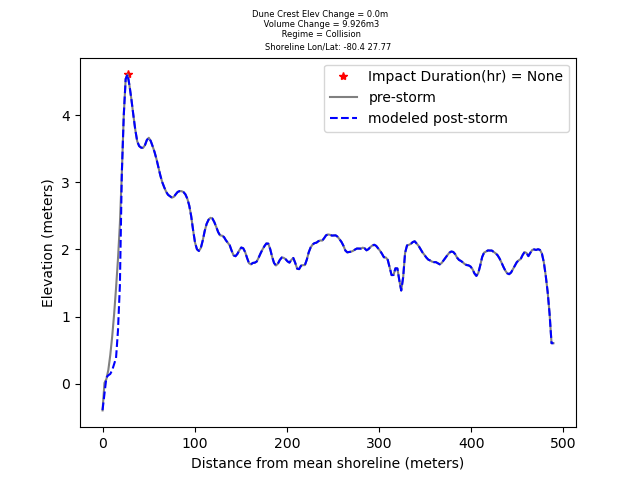 Dune Crest Elev Change = 0.0m
Volume Change = 9.926m3
Regime = Collision
Shoreline Lon/Lat: -80.4 27.77
Impact Duration(hr) = None
pre-storm
modeled post-storm
Elevation (meters)
4
3
2
1
0
0 100 200 300 400 500
Distance from mean shoreline (meters)